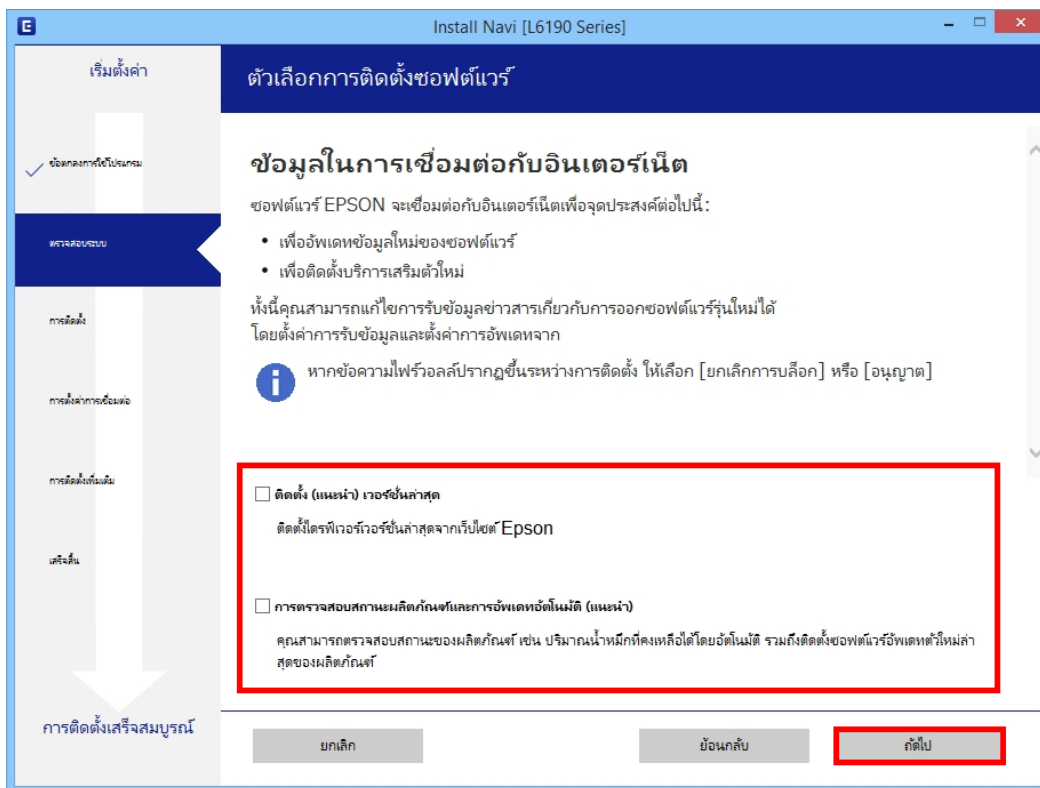 E
Install Navi [L6190 Series]
เริ่มตั้งค่า
ข้อตกลงการใช้โปรแกรม
ตรวจสอบระบบ
การติดตั้ง
การตั้งค่าการเชื่อมต่อ
การติดตั้งเพิ่มเติม
เสร็จสิ้น
การติดตั้งเสร็จสมบูรณ์
ตัวเลือกการติดตั้งซอฟต์แวร์
ข้อมูลในการเชื่อมต่อกับอินเตอร์เน็ต
ซอฟต์แวร์ EPSON จะเชื่อมต่อกับอินเตอร์เน็ตเพื่อจุดประสงค์ต่อไปนี้:
• เพื่ออัพเดทข้อมูลใหม่ของซอฟต์แวร์
• เพื่อติดตั้งบริการเสริมตัวใหม่
ทั้งนี้คุณสามารถแก้ไขการรับข้อมูลข่าวสารเกี่ยวกับการออกซอฟต์แวร์รุ่นใหม่ได้
โดยตั้งค่าการรับข้อมูลและตั้งค่าการอัพเดทจาก
หากข้อความไฟร์วอลล์ปรากฏขึ้นระหว่างการติดตั้ง ให้เลือก [ยกเลิกการบล็อก] หรือ [อนุญาต]
ติดตั้ง (แนะนำ) เวอร์ชั่นล่าสุด
ติดตั้งไดรฟ์เวอร์เวอร์ชั่นล่าสุดจากเว็บไซต์ Epson
การตรวจสอบสถานะผลิตภัณฑ์และการอัพเดทอัตโนมัติ (แนะนำ)
คุณสามารถตรวจสอบสถานะของผลิตภัณฑ์ เช่น ปริมาณน้ำหมึกที่คงเหลือได้โดยอัตโนมัติ รวมถึงติดตั้งซอฟต์แวร์อัพเดทตัวใหม่ล่า
สุดของผลิตภัณฑ์
ยกเลิก
ย้อนกลับ
ถัดไป